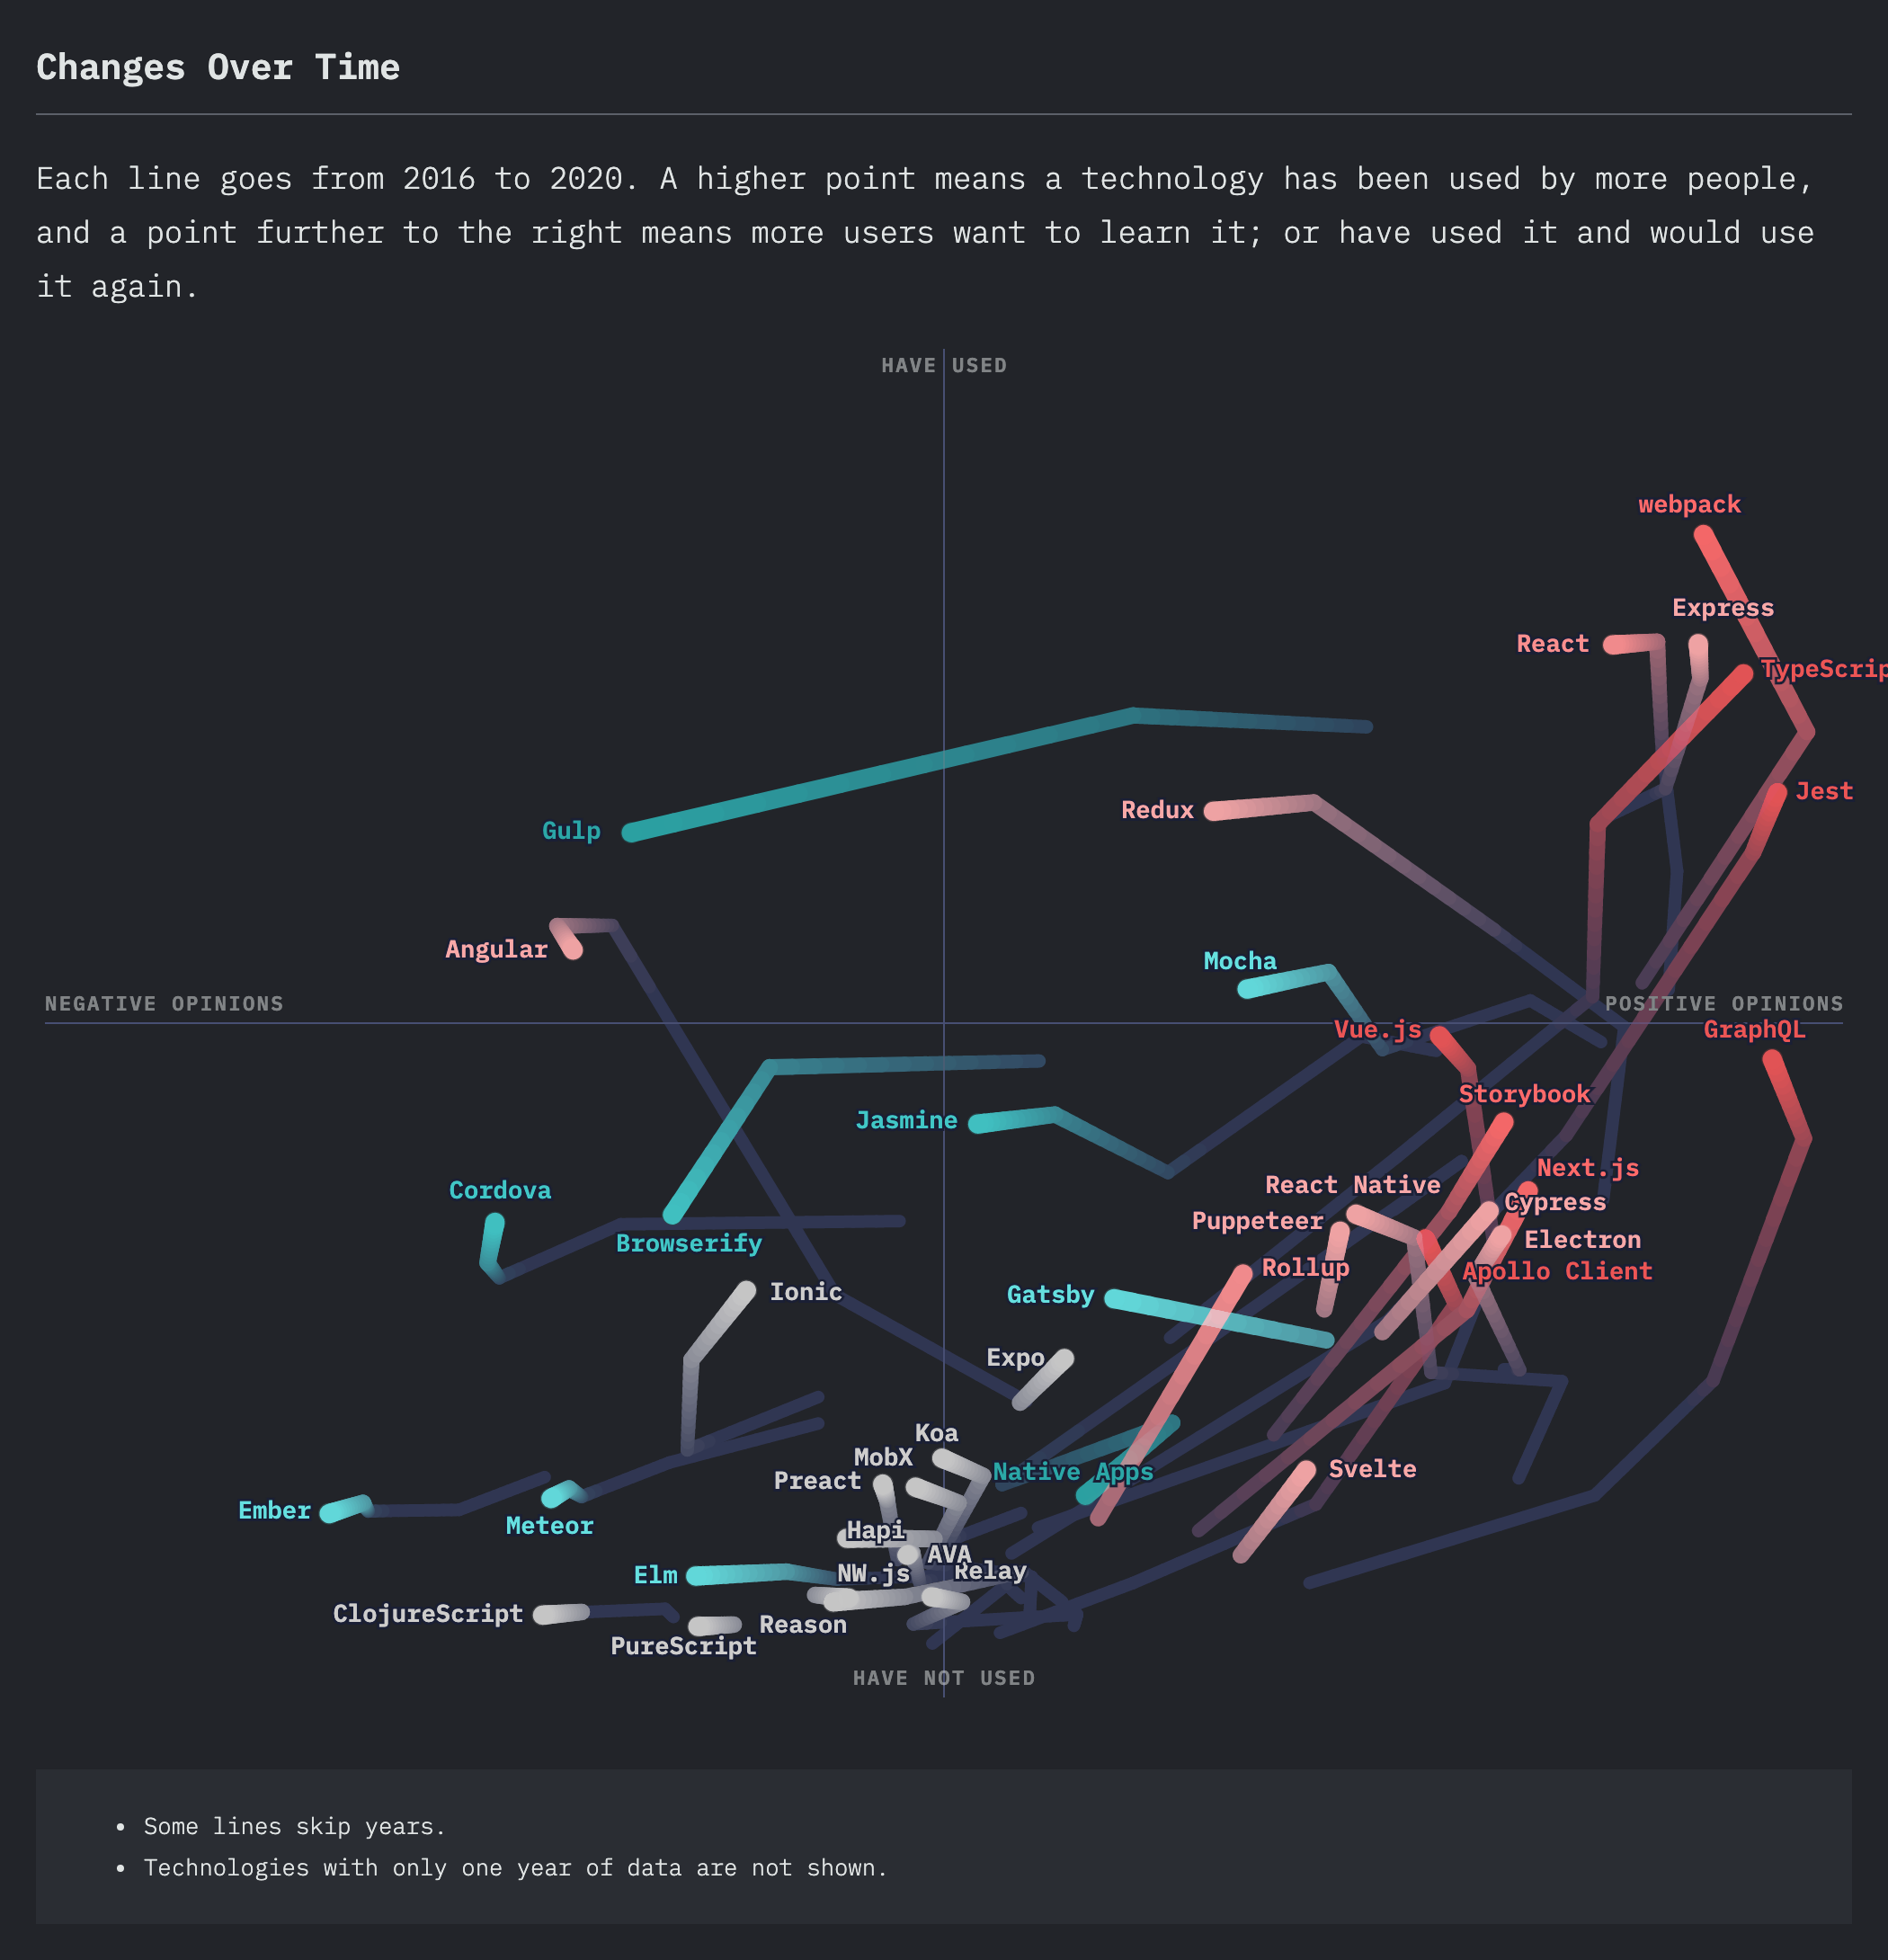 Changes Over Time
Each line goes from 2016 to 2020. A higher point means a technology has been used by more people,
and a point further to the right means more users want to learn it; or have used it and would use
it again.
HAVE USED
webpack
Express
React
TypeScrip
Jest
Redux
Gulp
Angular
Mocha
NEGATIVE OPINIONS
POSITIVE OPINIONS
Vue.js
GraphQL
Storybook
Jasmine
Next.js
React Native
Cordova
Cypress
Puppeteer
Browserify
Electron
Rollup
Apollo Client
Ionic
Gatsby
Expo
Koa
MobX
Svelte
Native Apps
Preact
Ember
Meteor
Hapi
AVA
Relay
NW.js
Elm
ClojureScript
Reason
PureScript
HAVE NOT USED
• Some lines skip years.
• Technologies with only one year of data are not shown.